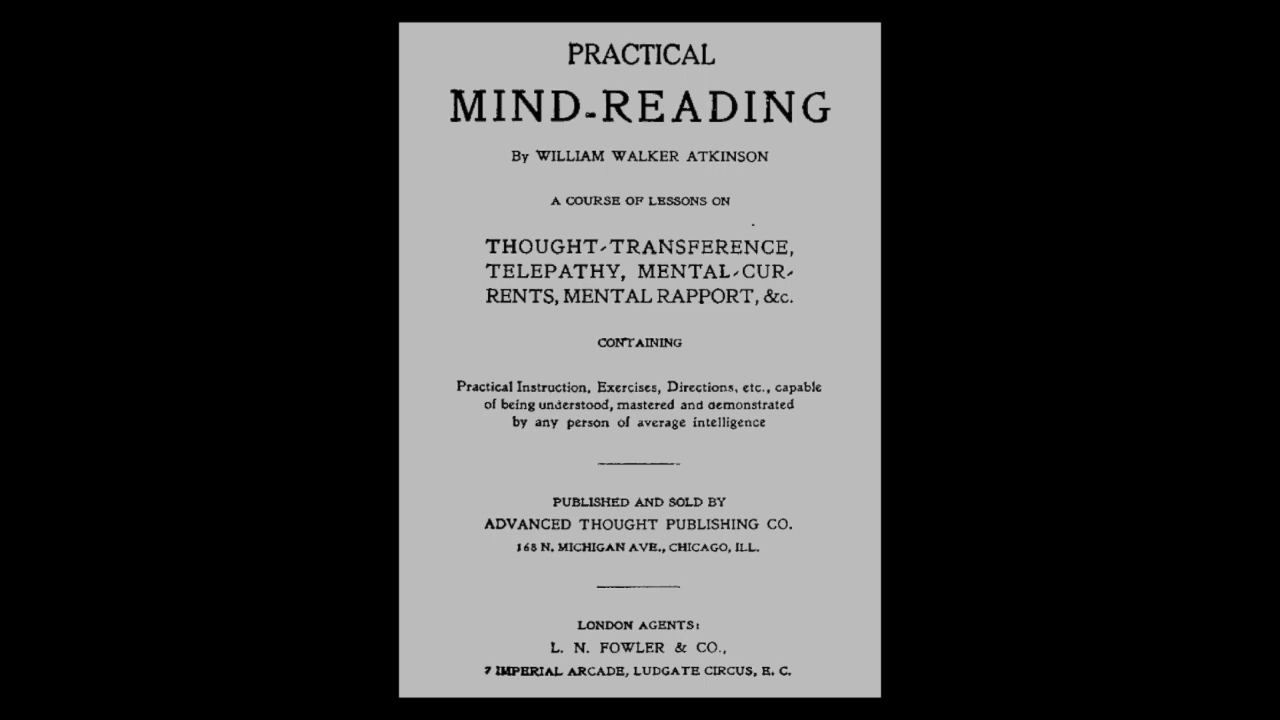 PRACTICAL
MIND-READING
By WILLIAM WALKER ATKINSON
A COURSE OF LESSONS ON
THOUGHT-TRANSFERENCE,
TELEPATHY, MENTAL-CUR-
RENTS, MENTAL RAPPORT, &c.
CONTAINING
Practical Instruction, Exercises, Directions, etc., capable
of being understood, mastered and demonstrated
by any person of average intelligence
PUBLISHED AND SOLD BY
ADVANCED THOUGHT PUBLISHING CO.
168 N. MICHIGAN AVE., CHICAGO, ILL.
LONDON AGENTS:
L. N. FOWLER & CO.,
7 IMPERIAL ARCADE, LUDGATE CIRCUS, E. C.